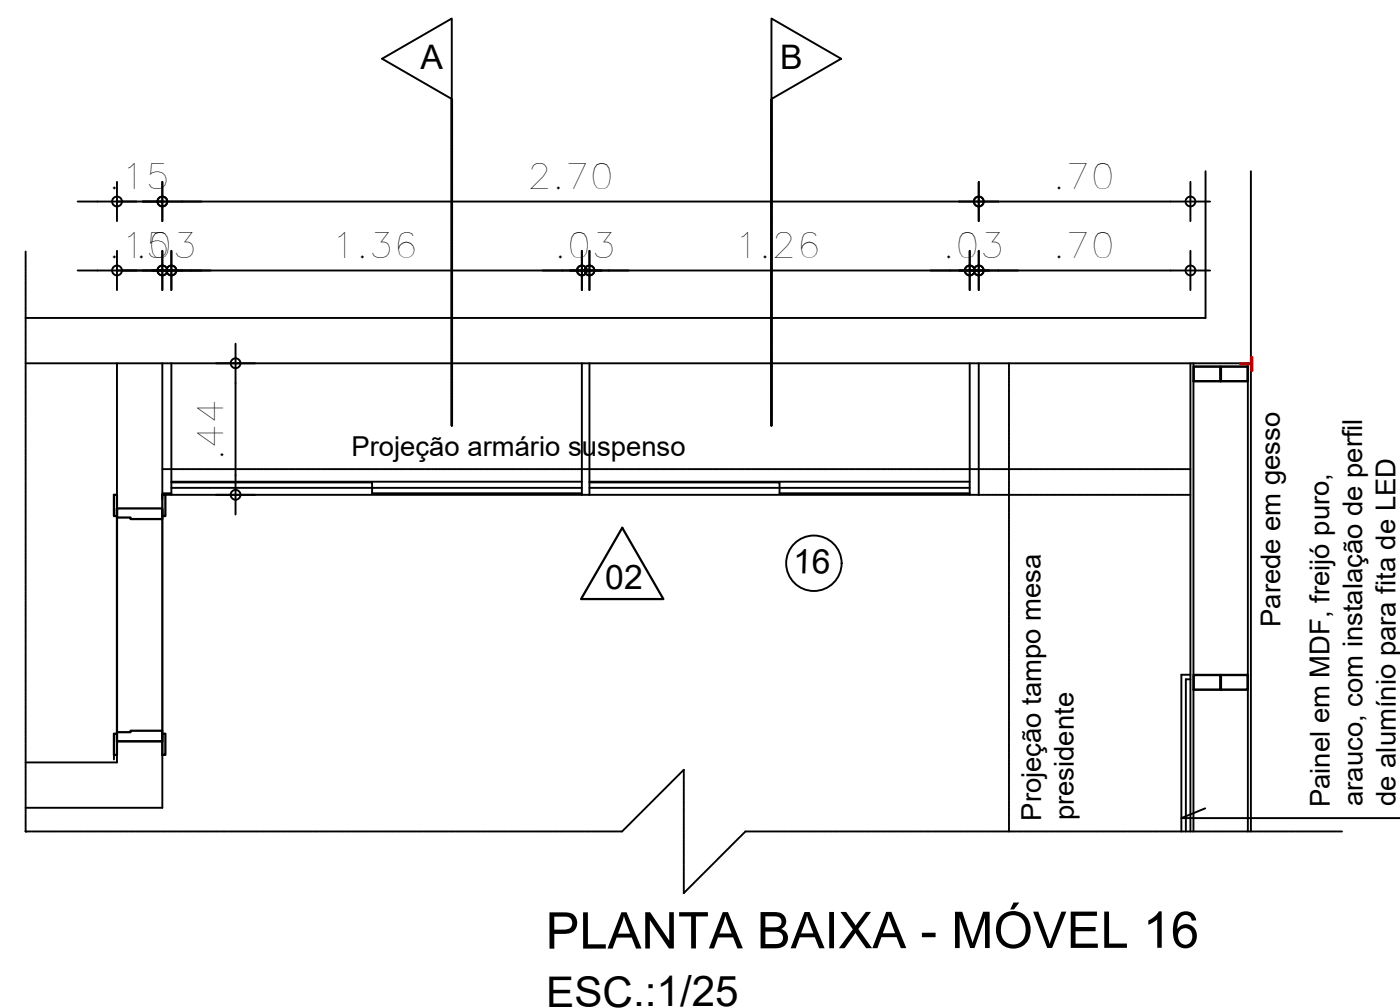 A
B
.15
2.70
.70
.15
.03
1.36
.03
1.26
.03
.70
.44
Projeção armário suspenso
02
16
Projeção tampo mesa
presidente
Parede em gesso
Painel em MDF, freijó puro,
arauco, com instalação de perfil
de alumínio para fita de LED
PLANTA BAIXA - MÓVEL 16
ESC.:1/25